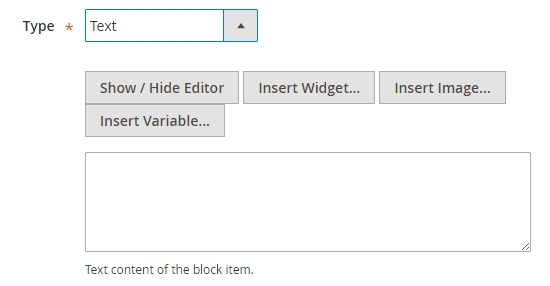 Type * Text
Show / Hide Editor Insert Widget... Insert Image...
Insert Variable...
Text content of the block item.